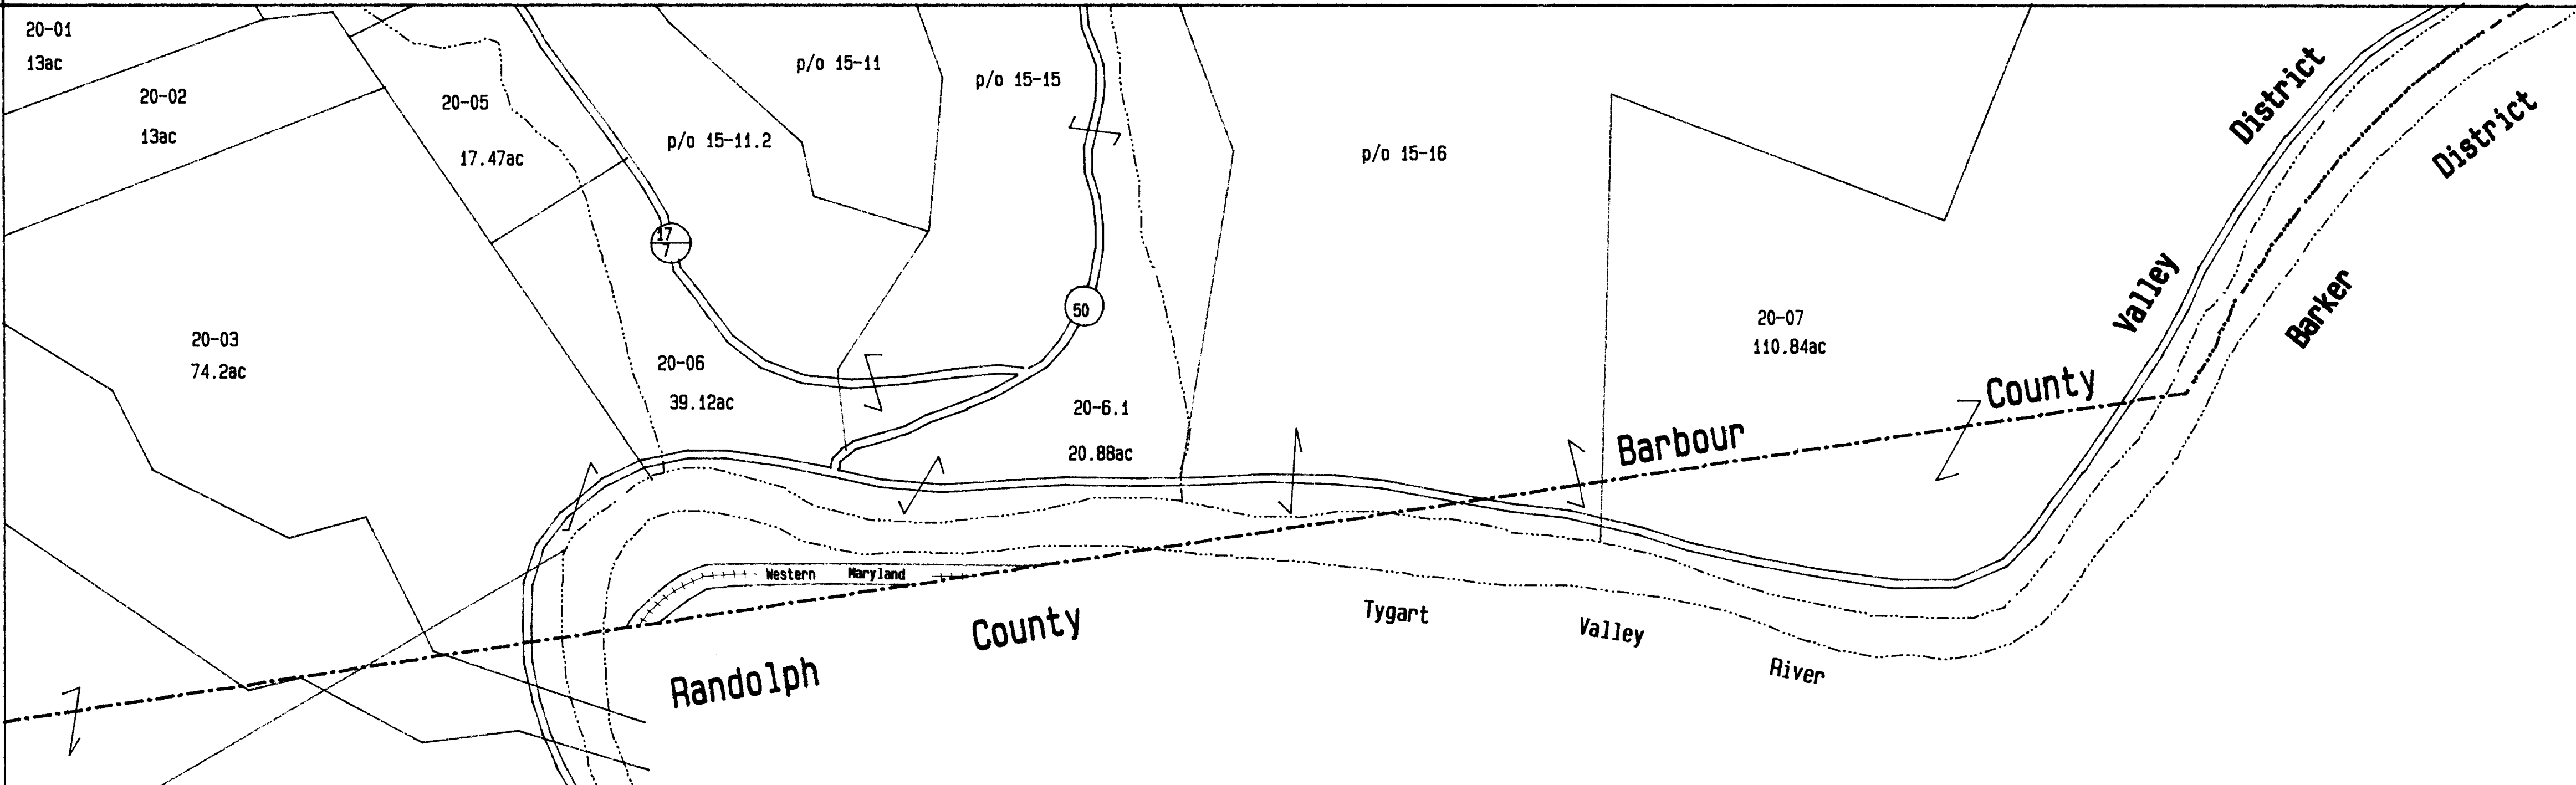 20-01
13ac
20-02
13ac
20-05
17.47ac
p/o 15-11
p/o 15-11.2
p/o 15-15
p/o 15-16
17
7
50
20-03
74.2ac
20-06
39.12ac
20-6.1
20.88ac
20-07
110.84ac
Valley District
Barker District
Barbour County
Western Maryland
Randolph County
Tygart Valley River